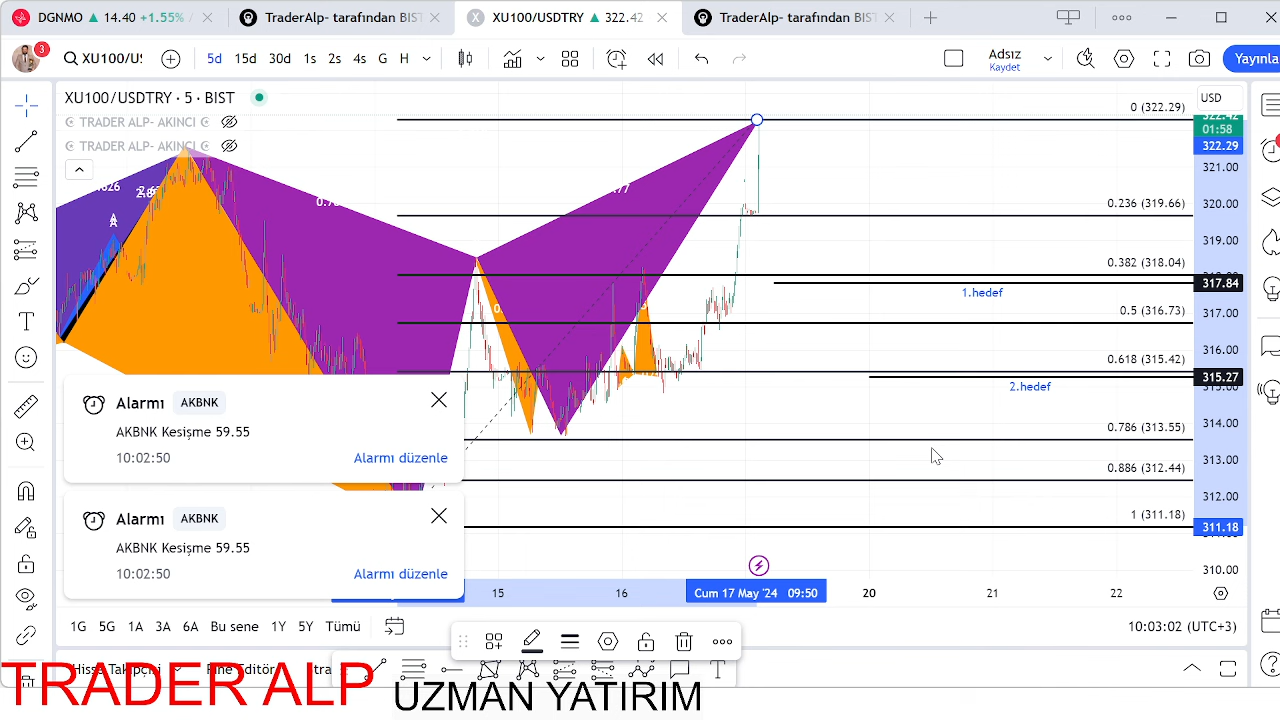 DGNMO ▲ 14.40 +1.55%
TraderAlp- tarafından BIST
XU100/USDTRY ▲ 322.42
TraderAlp- tarafından BIST
3
XU100/U
5d 15d 30d 1s 2s 4s G H
Adsız
Kaydet
Yayınla
XU100/USDTRY · 5 · BIST
TRADER ALP- AKINCI
TRADER ALP- AKINCI
USD
322.42
01:58
322.29
321.00
320.00
319.00
317.84
317.00
316.00
315.27
314.00
313.00
312.00
311.18
310.00
0 (322.29)
0.236 (319.66)
0.382 (318.04)
1.hedef
0.5 (316.73)
0.618 (315.42)
2.hedef
0.786 (313.55)
0.886 (312.44)
1 (311.18)
A
Alarmı AKBNK
AKBNK Kesişme 59.55
10:02:50 Alarmı düzenle
Alarmı AKBNK
AKBNK Kesişme 59.55
10:02:50 Alarmı düzenle
15 16 Cum 17 May '24 09:50 20 21 22
1G 5G 1A 3A 6A Bu sene 1Y 5Y Tümü
10:03:02 (UTC+3)
TRADER ALP UZMAN YATIRIM